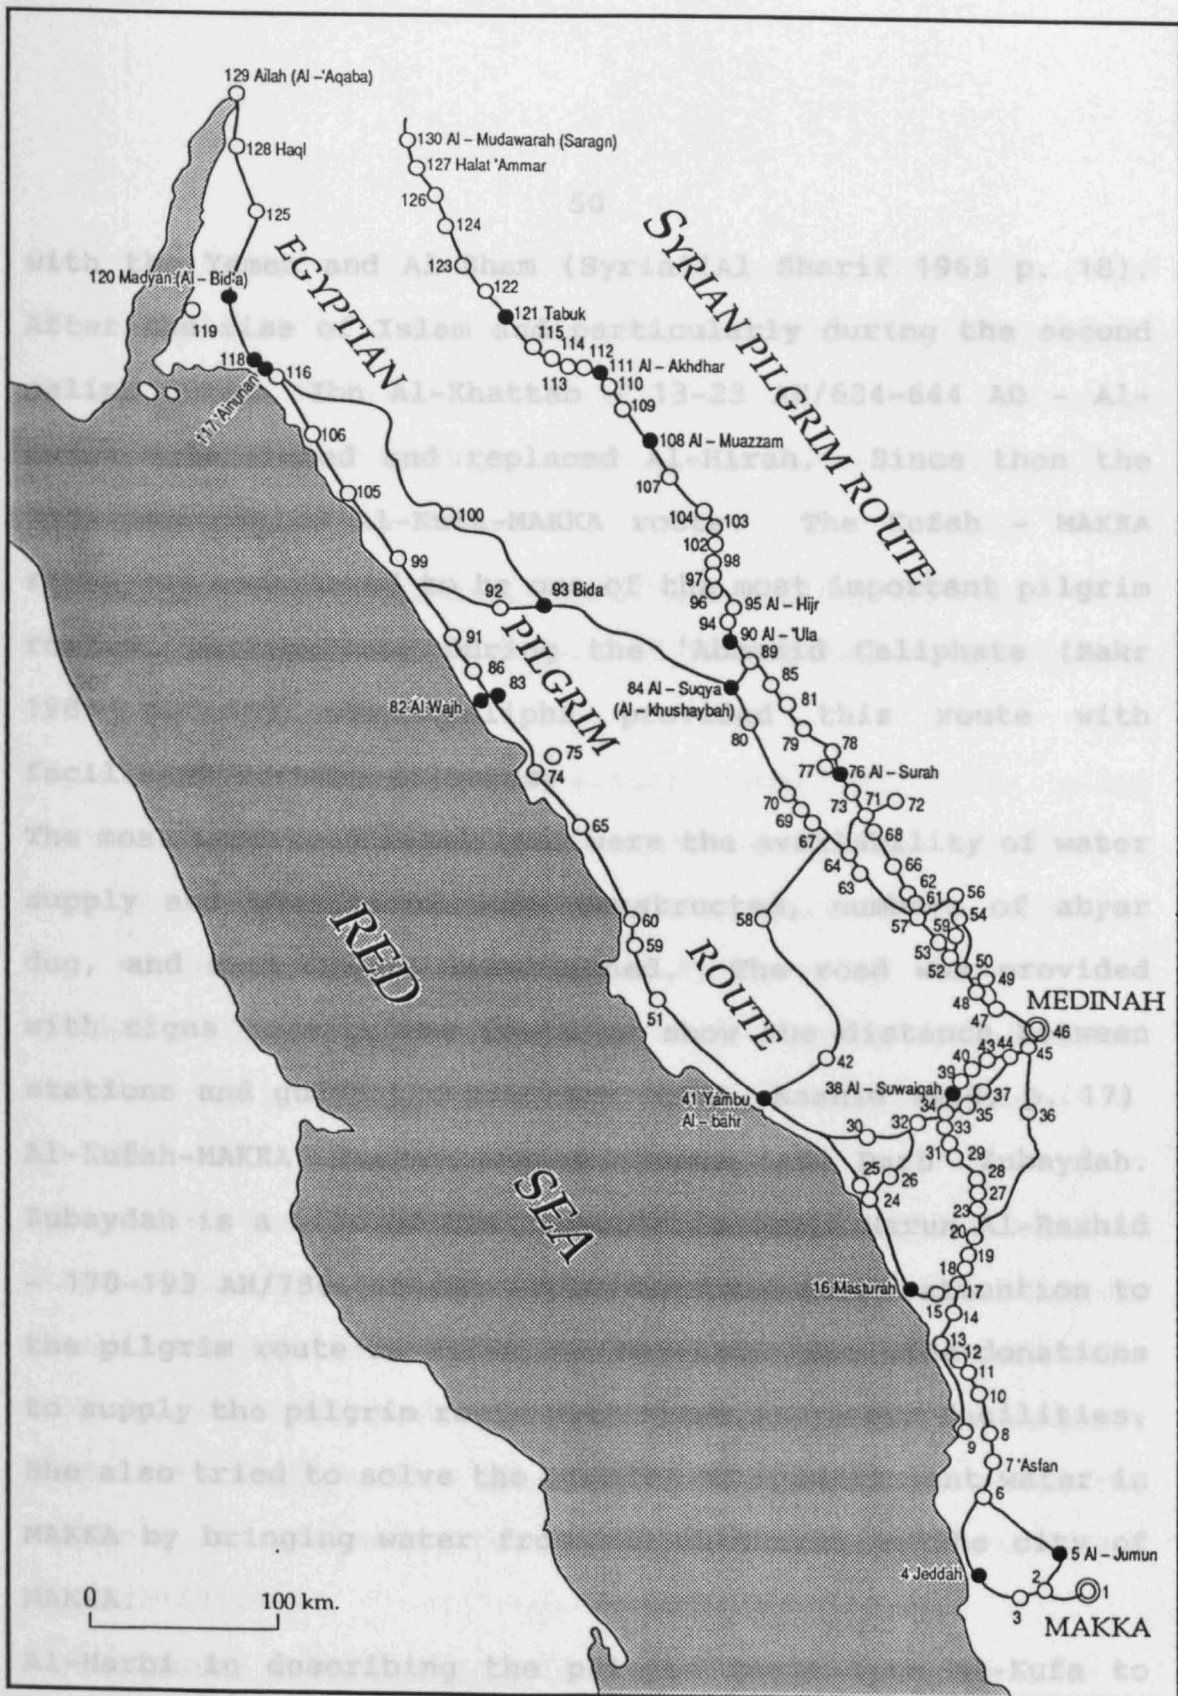 129 Ailah (Al –'Aqaba)
128 Haql
125
120 Madyan (Al – Bid'a)
119
118
117 'Ainunah
116
106
105
99
100
92
93 Bida
91
86
83
82 Al Wajh
75
74
65
60
59
51
130 Al – Mudawarah (Saragn)
127 Halat 'Ammar
126
124
123
122
121 Tabuk
115
114
112
113
111 Al – Akhdhar
110
109
108 Al – Muazzam
107
104
103
102
98
97
96
95 Al – Hijr
94
90 Al – 'Ula
89
84 Al – Suqya
(Al – khushaybah)
85
81
80
79
78
77
76 Al – Surah
73
71
72
70
69
67
68
64
63
66
62
61
56
57
54
59
53
52
50
49
48
47
58
42
MEDINAH
46
45
44
43
40
39
38 Al – Suwaiqah
37
36
41 Yambu
Al – bahr
35
34
33
32
30
31
29
28
27
26
25
24
23
20
19
18
17
16 Masturah
15
14
13
12
11
10
9
8
7 'Asfan
6
5 Al – Jumun
4 Jeddah
3
2
1
MAKKA
EGYPTIAN
PILGRIM
ROUTE
SYRIAN PILGRIM ROUTE
RED
SEA
0 100 km.
50
with the Yemen and Al Sham (Syria) (Al Sharif 1965 p. 18).
After the rise of Islam and particularly during the second
Ibn Al-Khattab 13-23 AH/634-644 AD - Al-
and replaced Al-Hirah. Since then the
MAKKA route. The Kufah - MAKKA
to be one of the most important pilgrim
during the 'Abbasid Caliphate (Bakr
provided this route with
The most were the availability of water
supply and constructed, number of abyar
dug, and The road was provided
with signs show the distance between
stations and p. 17)
Al-Kufah-MAKKA Zubaydah.
Zubaydah is a Al-Rashid
- 170-193 AH/ attention to
the pilgrim route donations
to supply the pilgrim facilities.
She also tried to solve the water in
MAKKA by bringing water city of
MAKKA.
Al-Harbi in describing the Kufa to